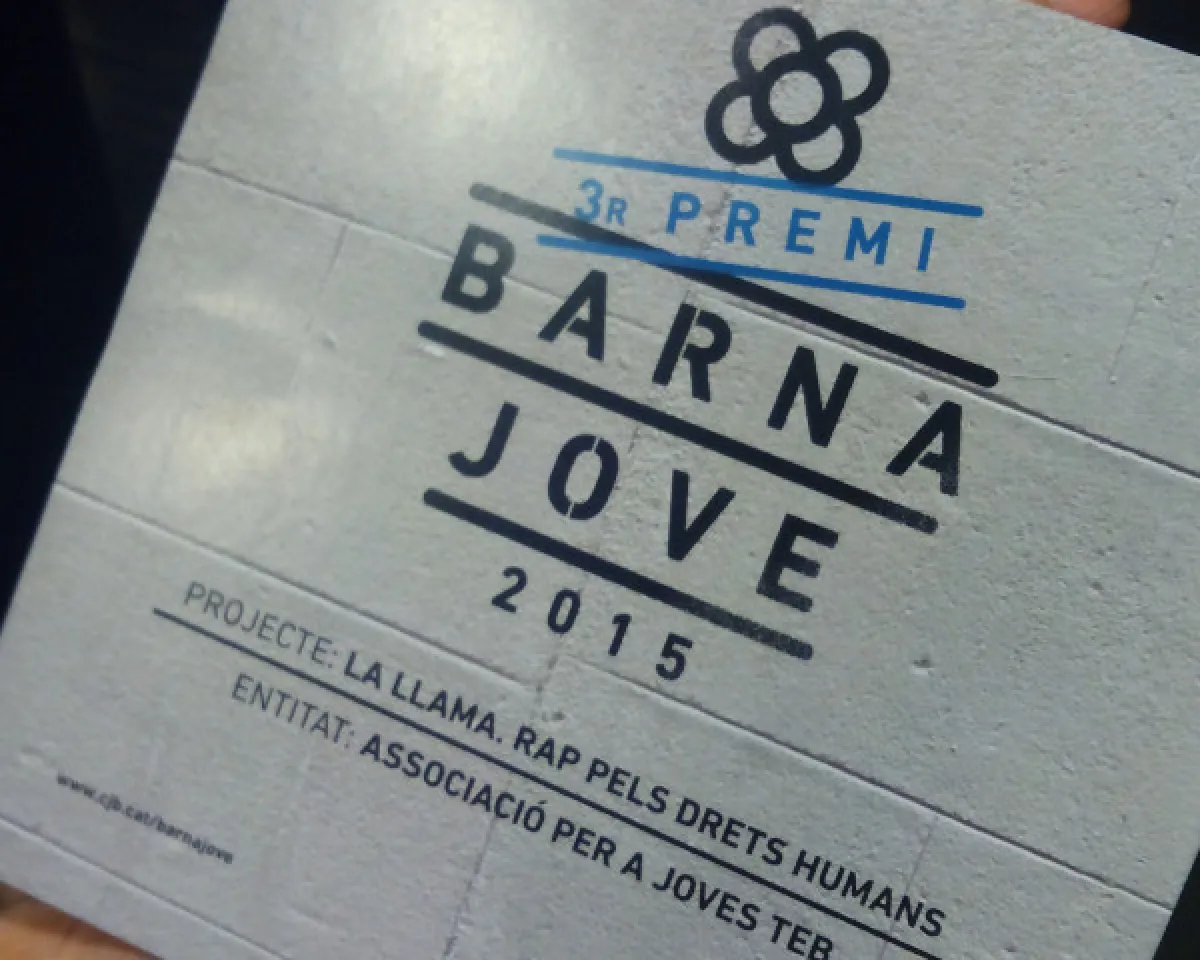 3R PREMI
BARNA
JOVE
2015
PROJECTE: LA LLAMA. RAP PELS DRETS HUMANS
ENTITAT: ASSOCIACIÓ PER A JOVES TEB
www.cjb.cat/barnajove